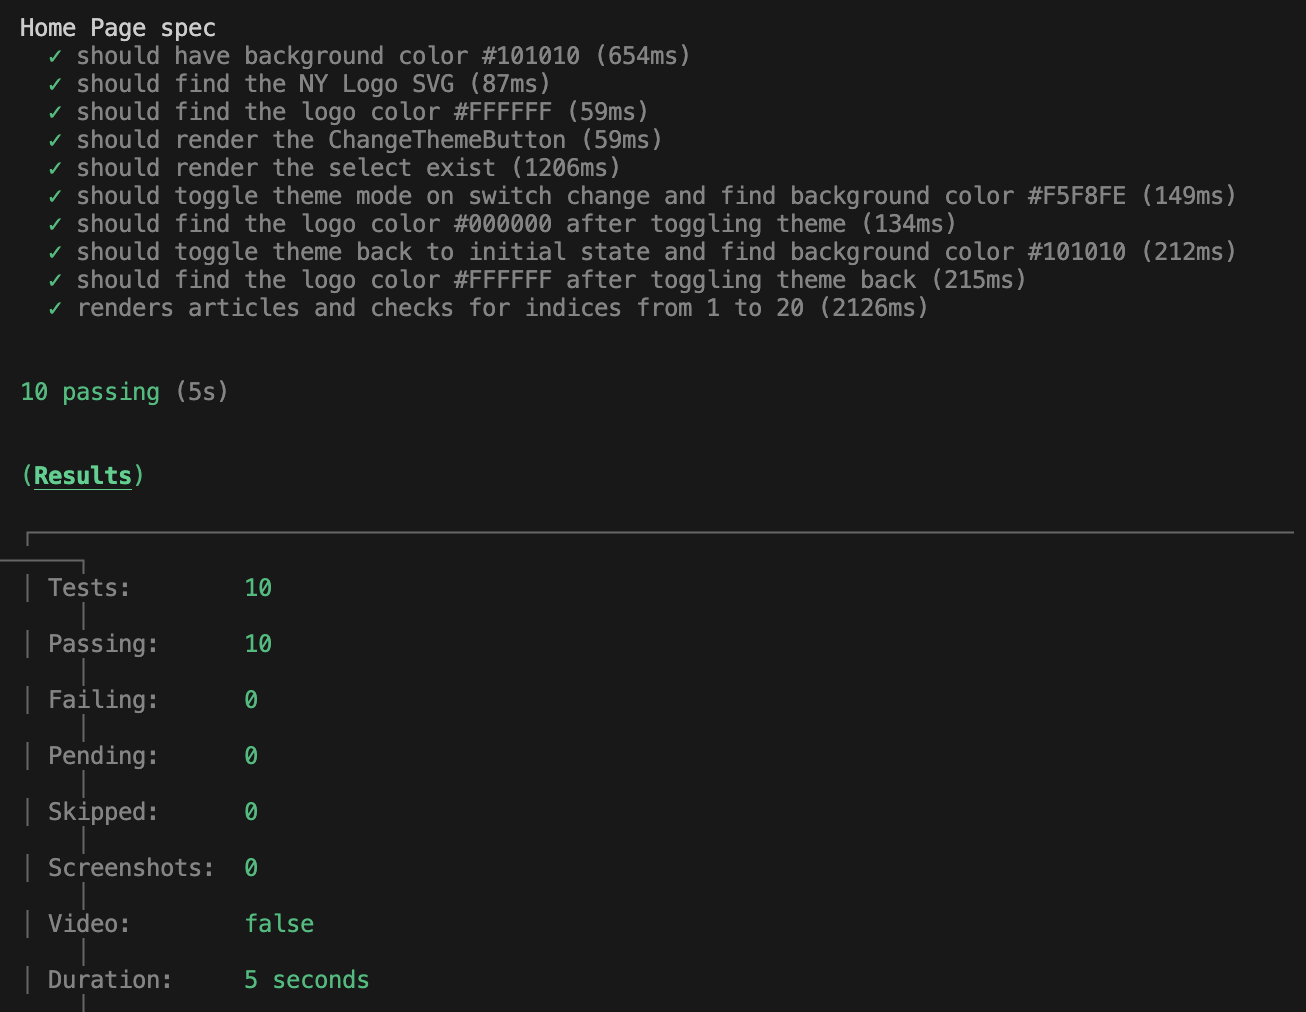 Home Page spec
✓ should have background color #101010 (654ms)
✓ should find the NY Logo SVG (87ms)
✓ should find the logo color #FFFFFF (59ms)
✓ should render the ChangeThemeButton (59ms)
✓ should render the select exist (1206ms)
✓ should toggle theme mode on switch change and find background color #F5F8FE (149ms)
✓ should find the logo color #000000 after toggling theme (134ms)
✓ should toggle theme back to initial state and find background color #101010 (212ms)
✓ should find the logo color #FFFFFF after toggling theme back (215ms)
✓ renders articles and checks for indices from 1 to 20 (2126ms)
10 passing (5s)
(Results)
Tests: 10
Passing: 10
Failing: 0
Pending: 0
Skipped: 0
Screenshots: 0
Video: false
Duration: 5 seconds